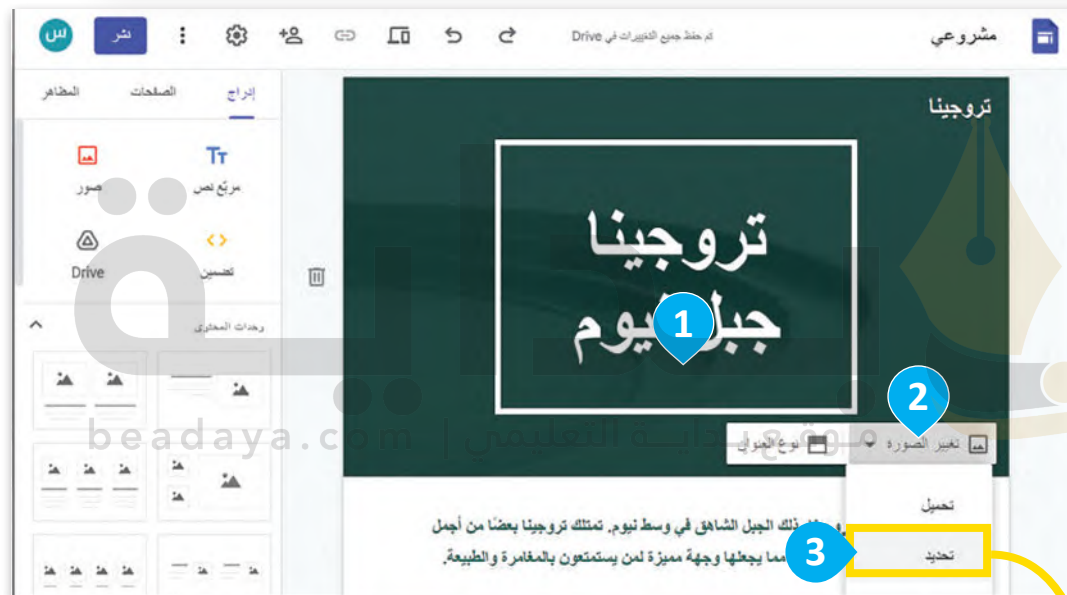 مشروعي
تم حفظ جميع التغييرات في Drive
نشر
س
إدراج
الصفحات
المظاهر
مربّع نص
صور
تضمين
Drive
وحدات المحتوى
تروجينا
تروجينا
جبل نيوم
1
2
تغيير الصورة
نوع العنوان
تحميل
3
تحديد
ذلك الجبل الشاهق في وسط نيوم. تمتلك تروجينا بعضًا من أجمل
مما يجعلها وجهة مميزة لمن يستمتعون بالمغامرة والطبيعة.
بداية
beadaya.com | موقع بداية التعليمي